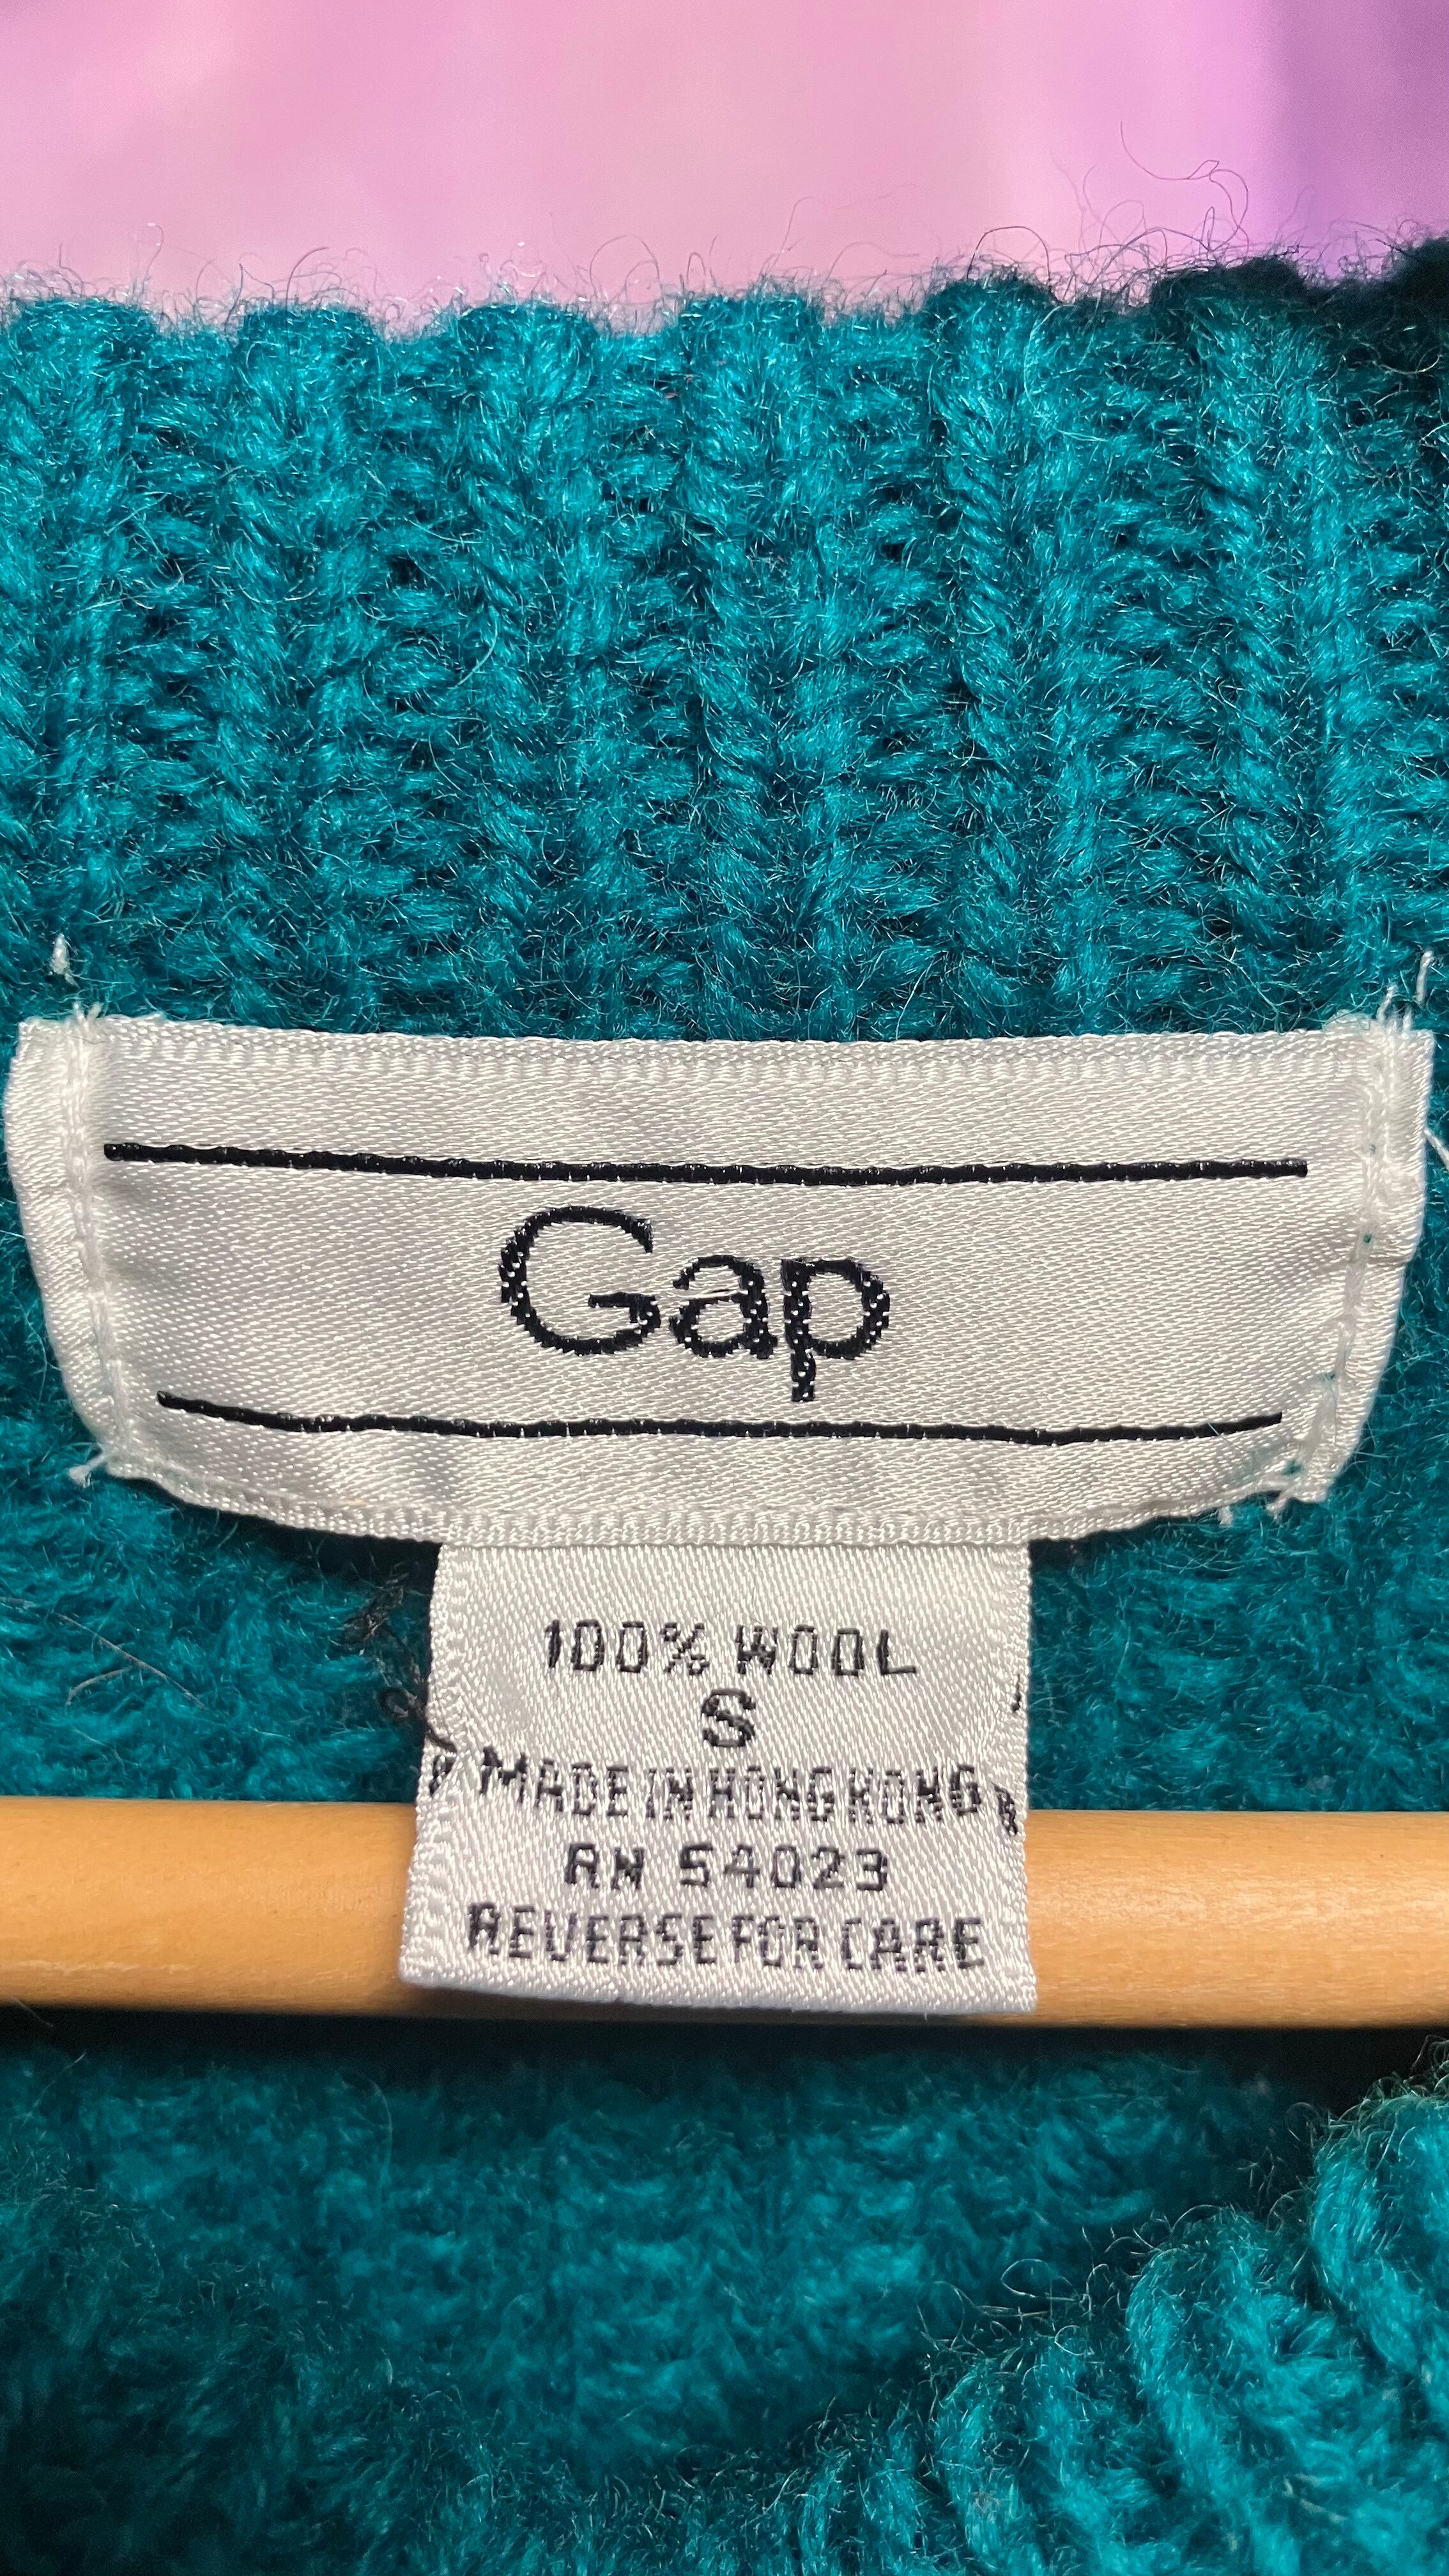 Gap
100% WOOL
S
MADE IN HONG KONG
RN 54023
REVERSE FOR CARE